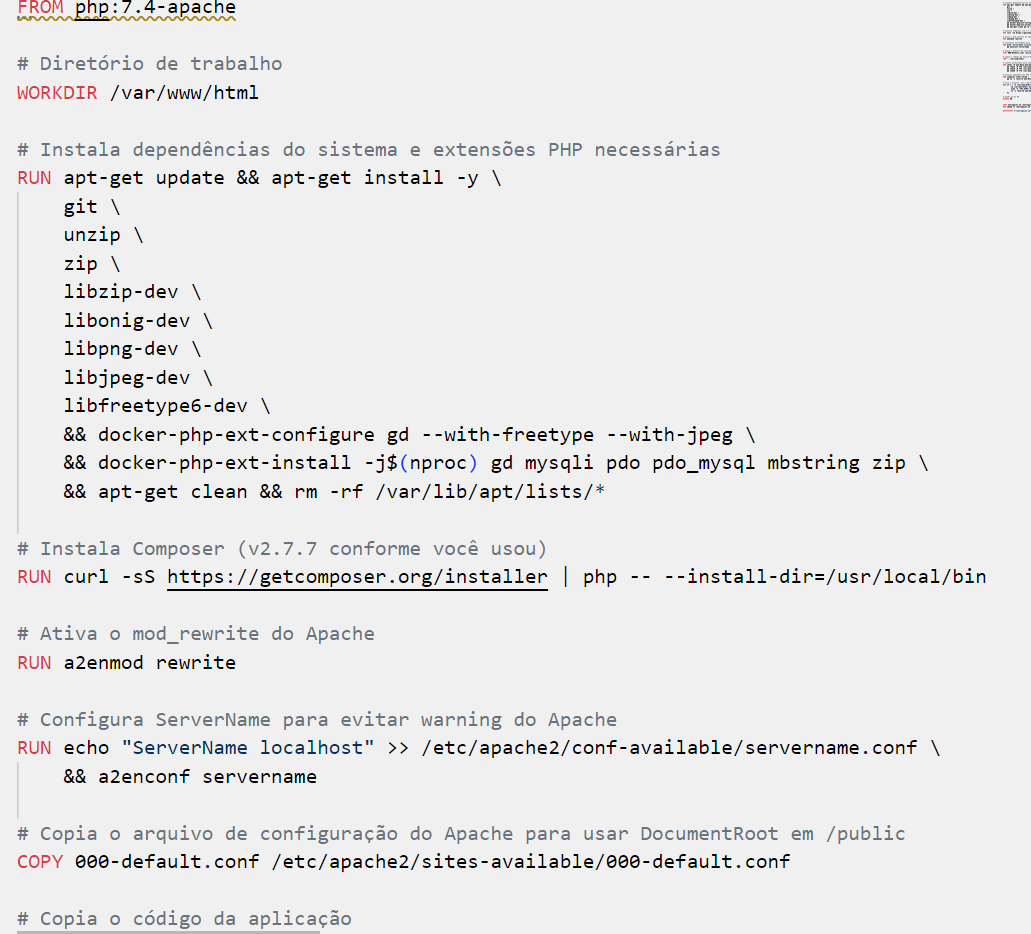 FROM php:7.4-apache
# Diretório de trabalho
WORKDIR /var/www/html
# Instala dependências do sistema e extensões PHP necessárias
RUN apt-get update && apt-get install -y \
git \
unzip \
zip \
libzip-dev \
libonig-dev \
libpng-dev \
libjpeg-dev \
libfreetype6-dev \
&& docker-php-ext-configure gd --with-freetype --with-jpeg \
&& docker-php-ext-install -j$(nproc) gd mysqli pdo pdo_mysql mbstring zip \
&& apt-get clean && rm -rf /var/lib/apt/lists/*
# Instala Composer (v2.7.7 conforme você usou)
RUN curl -sS https://getcomposer.org/installer | php -- --install-dir=/usr/local/bin
# Ativa o mod_rewrite do Apache
RUN a2enmod rewrite
# Configura ServerName para evitar warning do Apache
RUN echo "ServerName localhost" >> /etc/apache2/conf-available/servername.conf \
&& a2enconf servername
# Copia o arquivo de configuração do Apache para usar DocumentRoot em /public
COPY 000-default.conf /etc/apache2/sites-available/000-default.conf
# Copia o código da aplicação